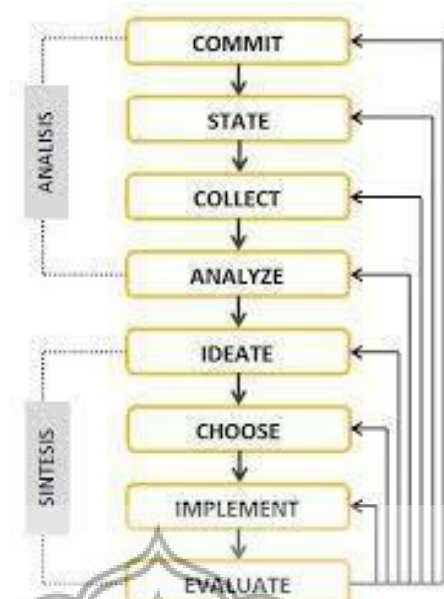 COMMIT
STATE
COLLECT
ANALYZE
IDEATE
CHOOSE
IMPLEMENT
EVALUATE
ANALISIS
SINTESIS